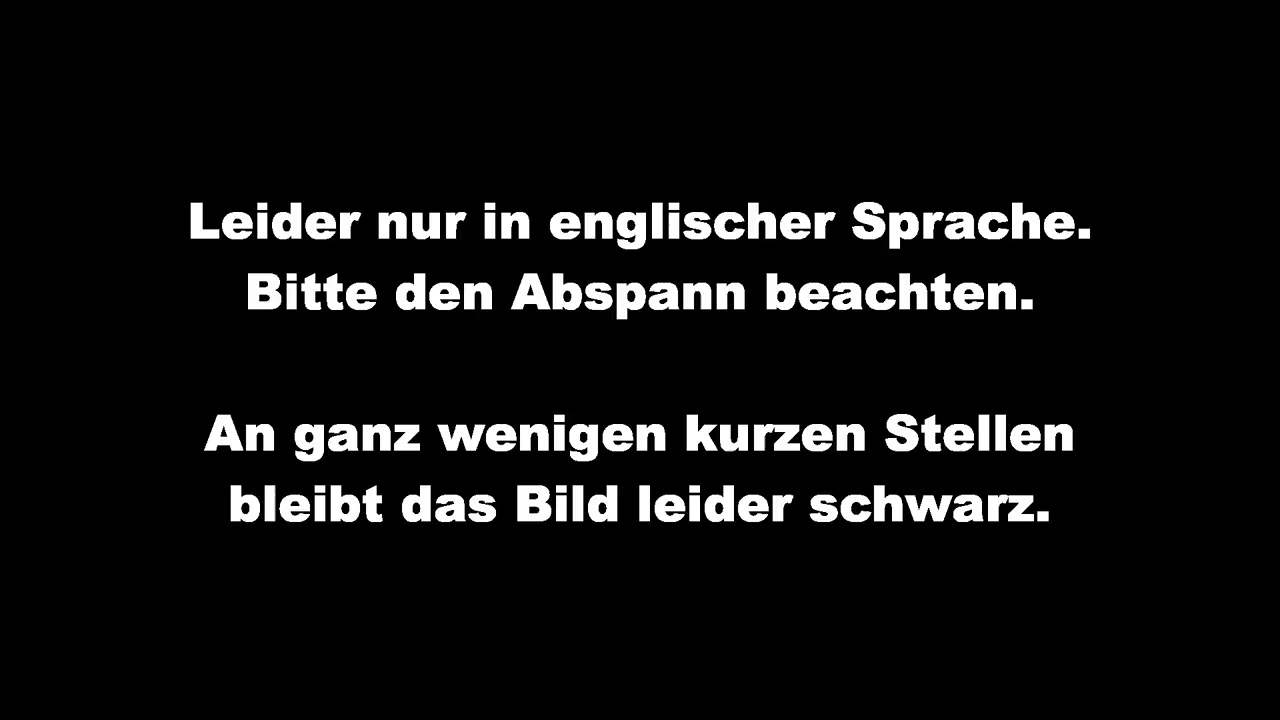 Leider nur in englischer Sprache.
Bitte den Abspann beachten.
An ganz wenigen kurzen Stellen
bleibt das Bild leider schwarz.